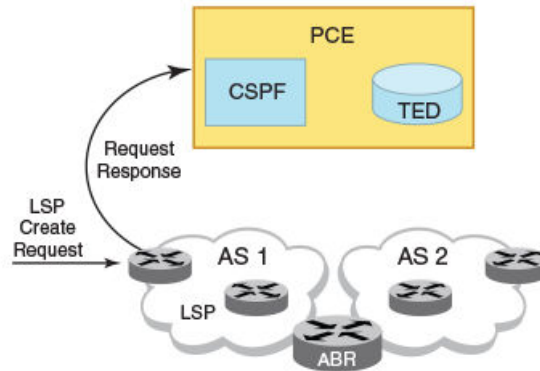 PCE
CSPF
TED
Request
Response
LSP
Create
Request
AS 1
AS 2
LSP
ABR